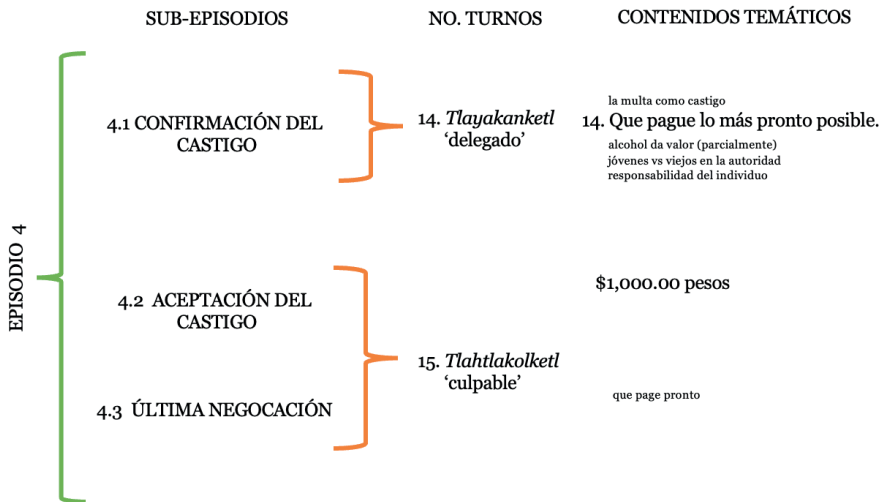 SUB-EPISODIOS
NO. TURNOS
CONTENIDOS TEMÁTICOS
EPISODIO 4
4.1 CONFIRMACIÓN DEL
CASTIGO
14. Tlayakanketl
‘delegado’
la multa como castigo
14. Que pague lo más pronto posible.
alcohol da valor (parcialmente)
jóvenes vs viejos en la autoridad
responsabilidad del individuo
4.2 ACEPTACIÓN DEL
CASTIGO
$1,000.00 pesos
15. Tlahtlakolketl
‘culpable’
4.3 ÚLTIMA NEGOCACIÓN
que page pronto